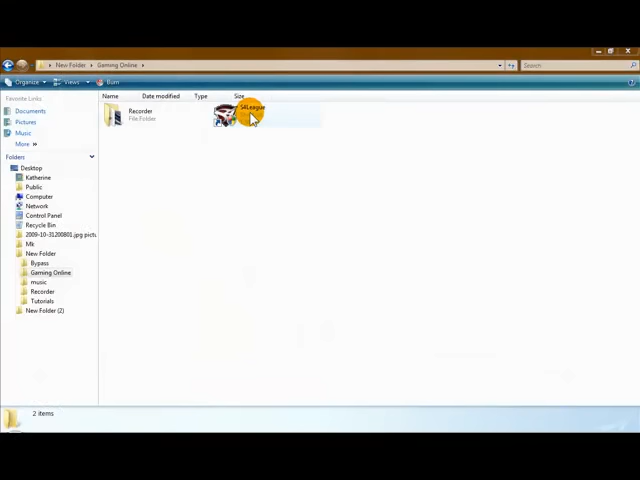 New Folder ▸ Gaming Online ▸
Search
Organize
Views
Burn
Favorite Links
Documents
Pictures
Music
More »
Folders
Desktop
Katherine
Public
Computer
Network
Control Panel
Recycle Bin
2009-10-31200801.jpg pictu
Mk
New Folder
Bypass
Gaming Online
music
Recorder
Tutorials
New Folder (2)
Name
Date modified
Type
Size
Recorder
File Folder
S4League
2 items